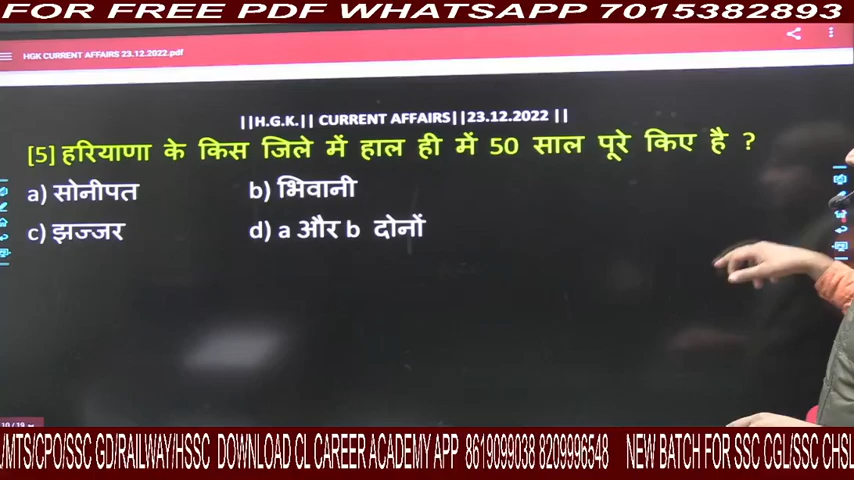 FOR FREE PDF WHATSAPP 7015382893
HGK CURRENT AFFAIRS 23.12.2022.pdf
||H.G.K.|| CURRENT AFFAIRS||23.12.2022 ||
[5] हरियाणा के किस जिले में हाल ही में 50 साल पूरे किए है ?
a) सोनीपत b) भिवानी
c) झज्जर d) a और b दोनों
10 / 19
/MTS/CPO/SSC GD/RAILWAY/HSSC DOWNLOAD CL CAREER ACADEMY APP 8619099038 8209996548 NEW BATCH FOR SSC CGL/SSC CHSL